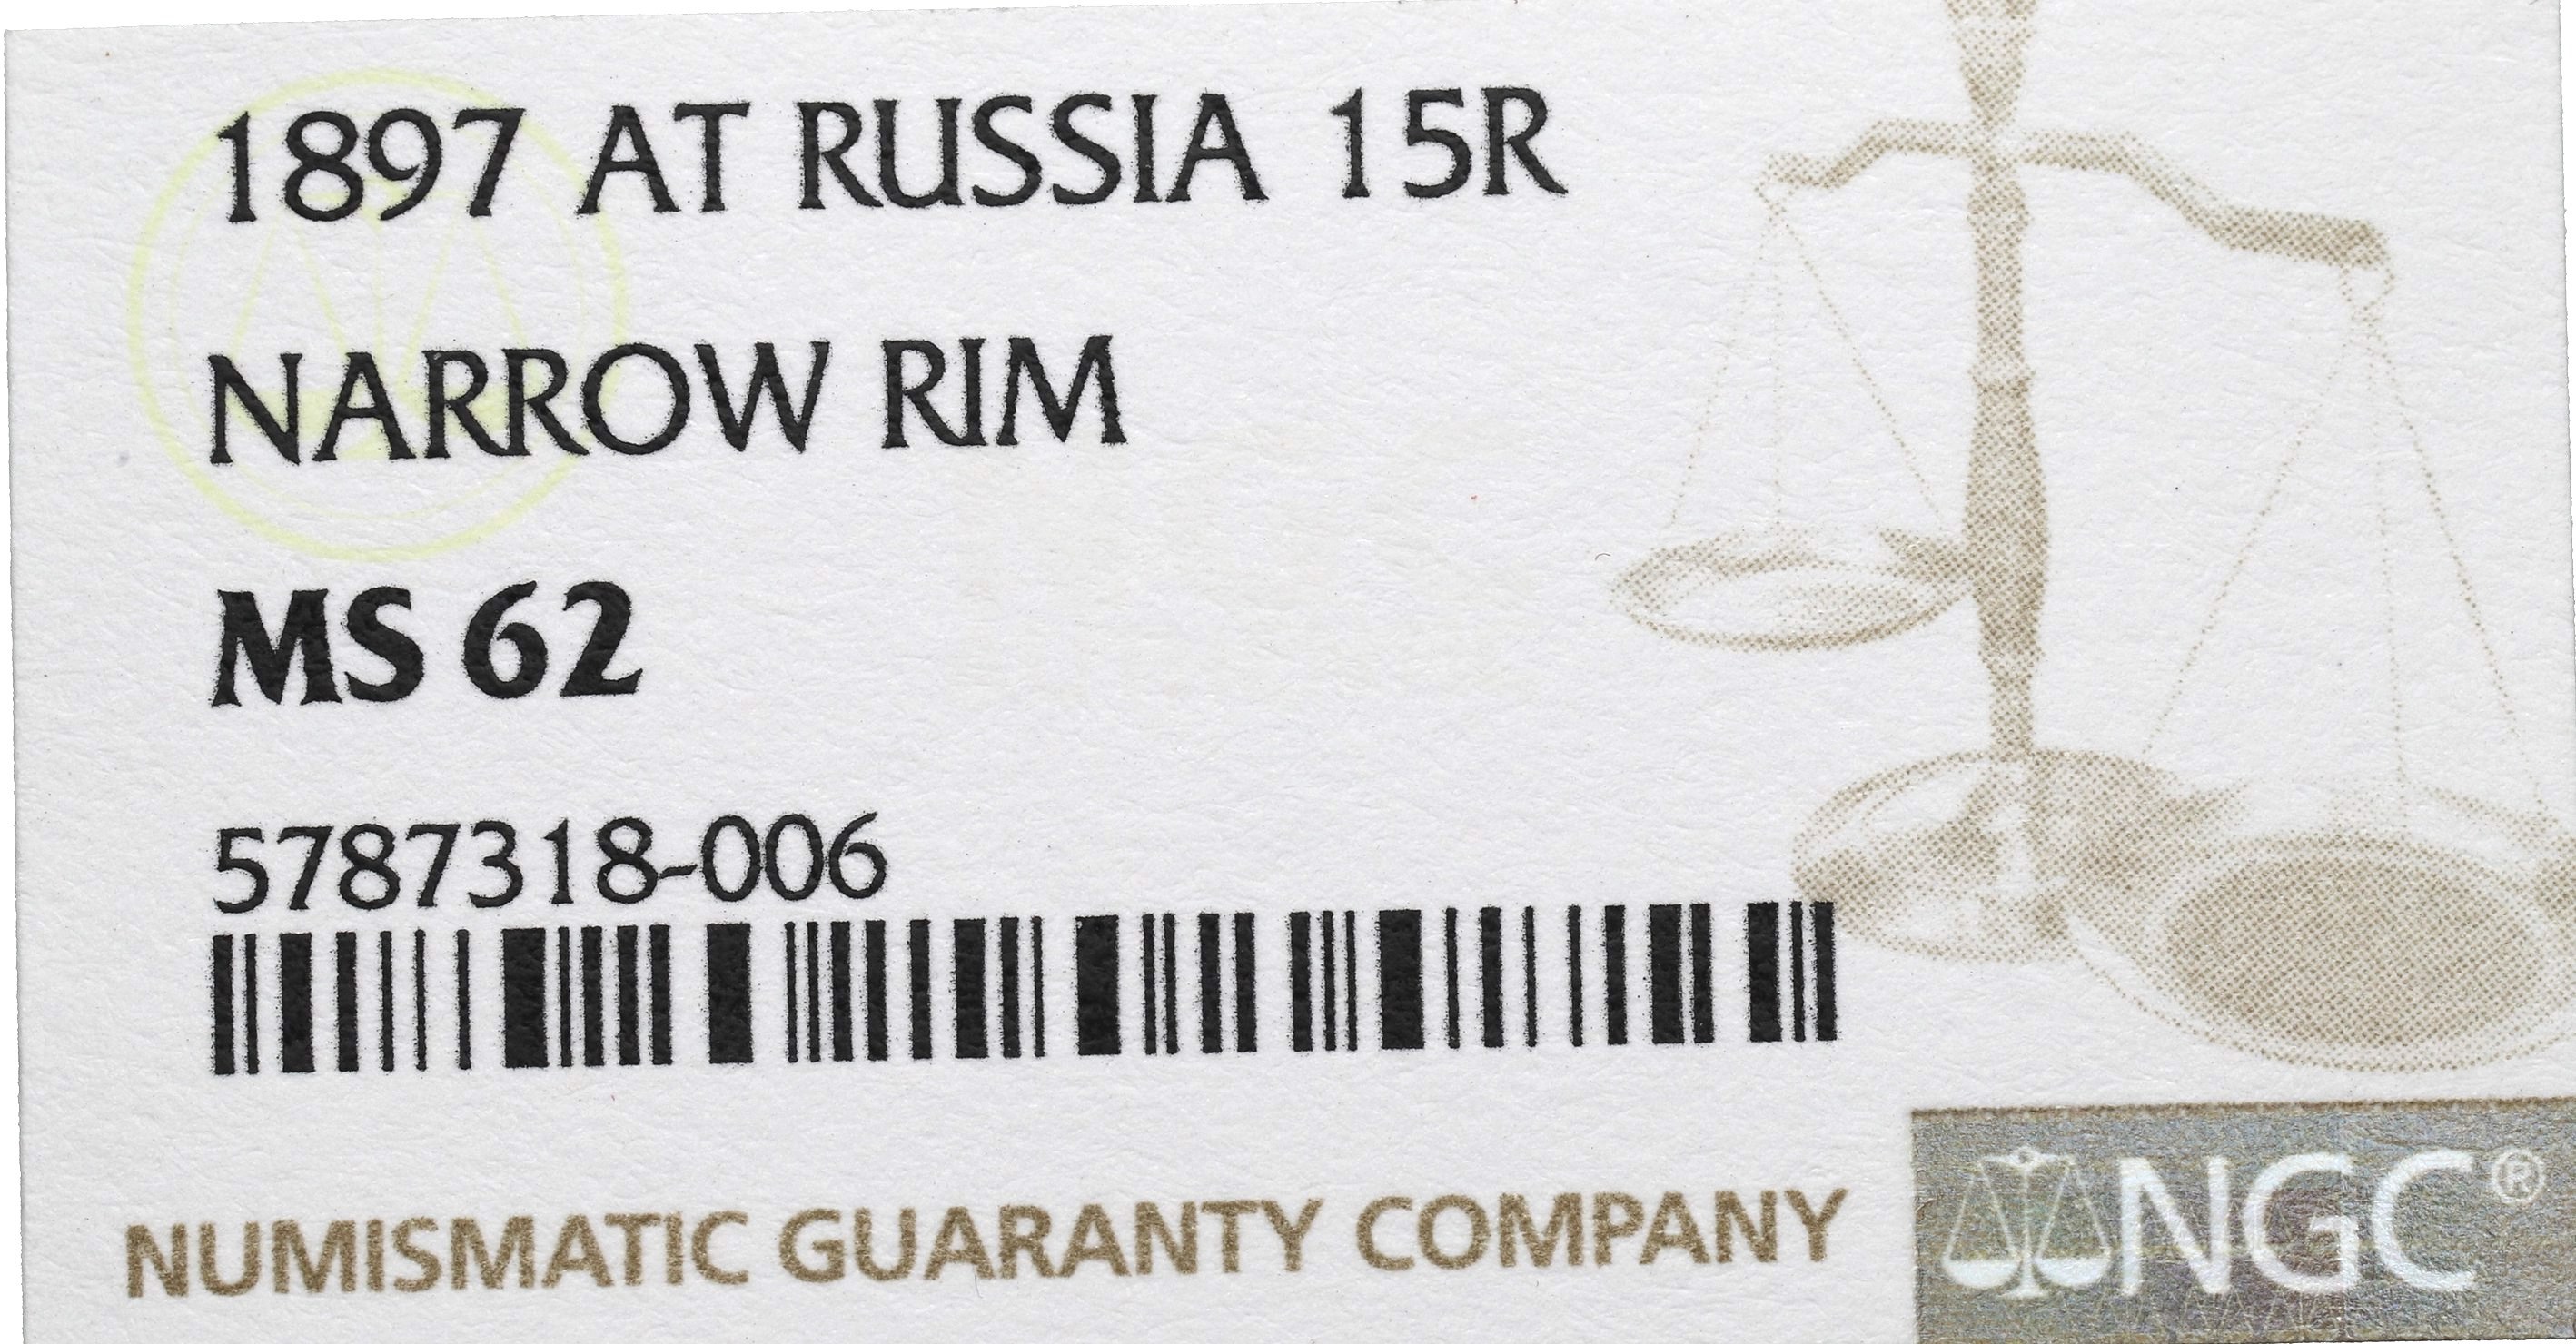 1897 AT RUSSIA 15R
NARROW RIM
MS 62
5787318-006
NUMISMATIC GUARANTY COMPANY
NGC®